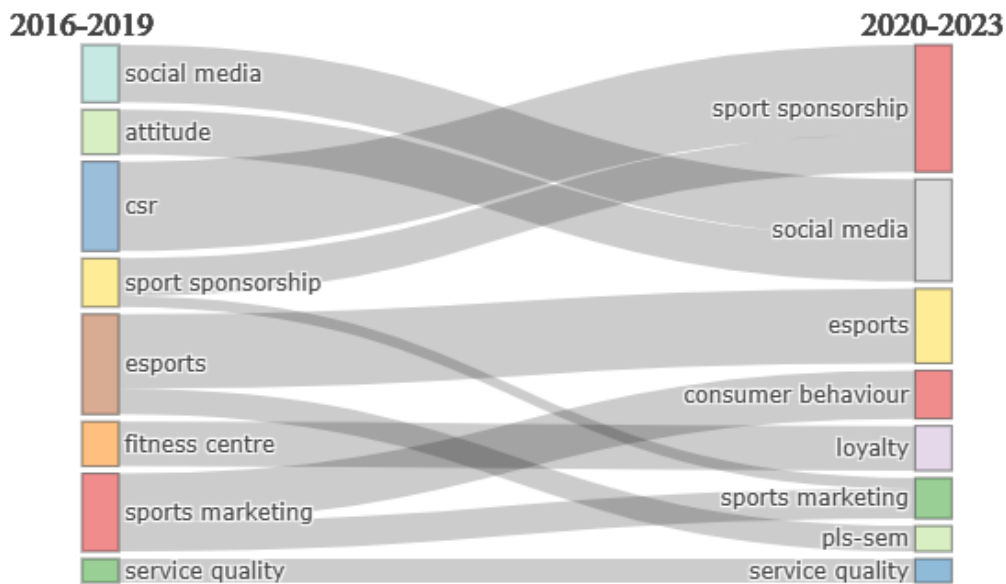 2016-2019
2020-2023
social media
attitude
csr
sport sponsorship
esports
fitness centre
sports marketing
service quality
sport sponsorship
social media
esports
consumer behaviour
loyalty
sports marketing
pls-sem
service quality